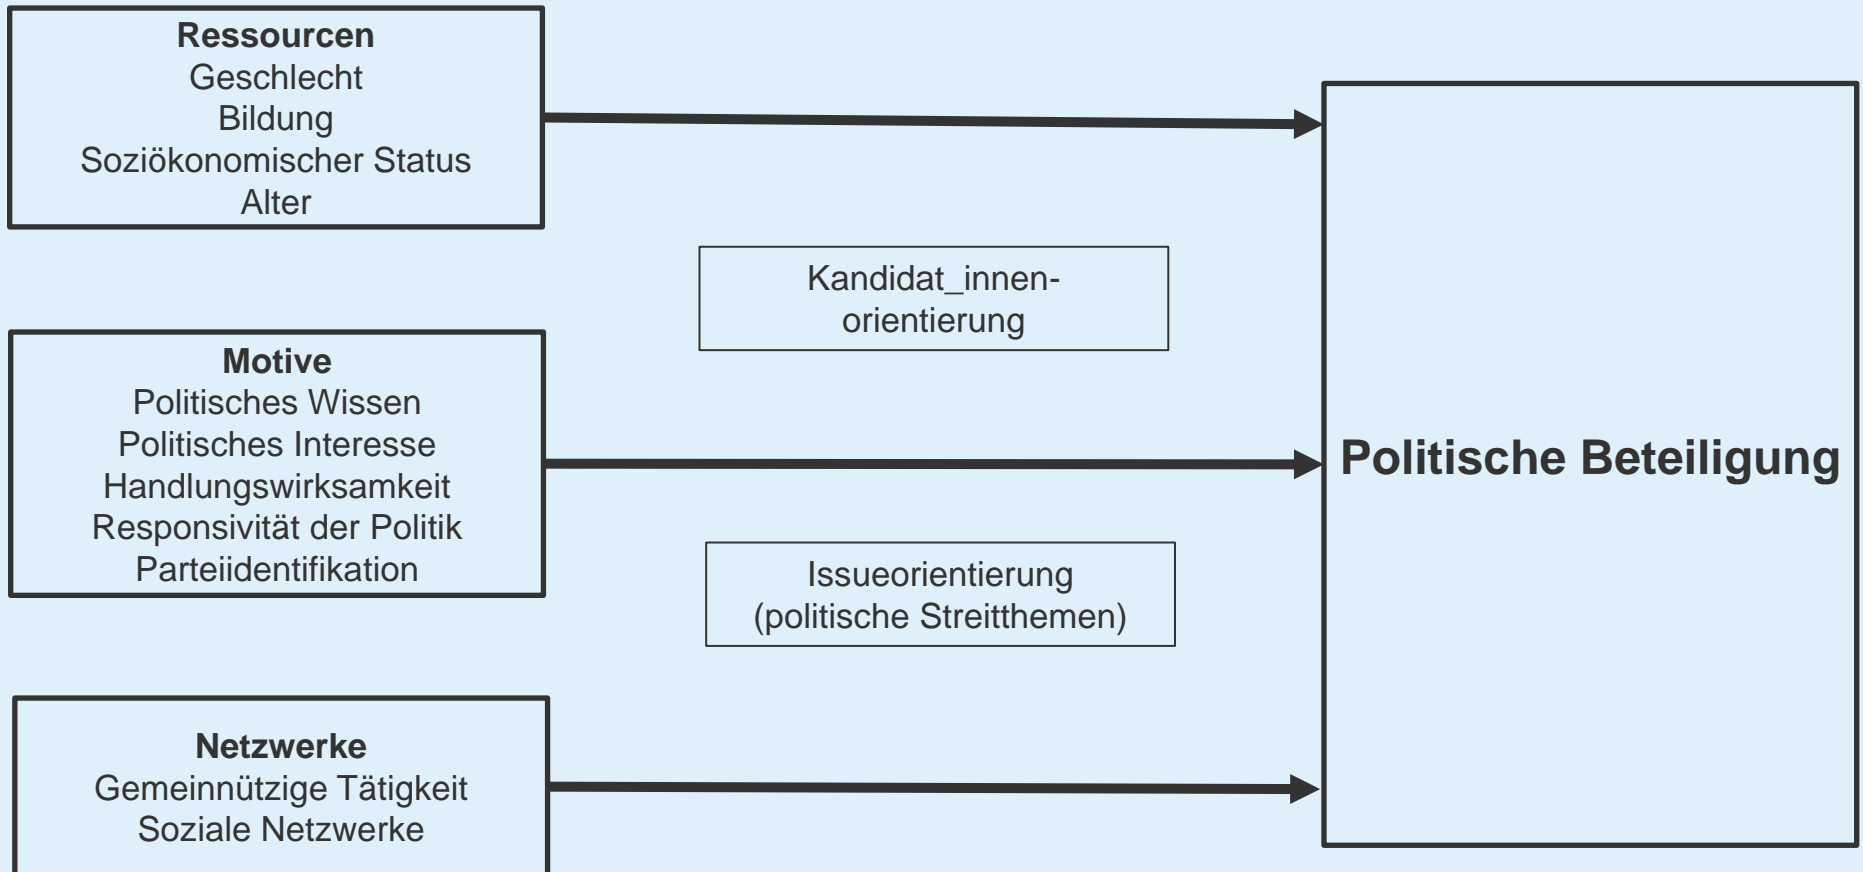 Ressourcen
Geschlecht
Bildung
Soziökonomischer Status
Alter
Kandidat_innen-
orientierung
Motive
Politisches Wissen
Politisches Interesse
Handlungswirksamkeit
Responsivität der Politik
Parteiidentifikation
Issueorientierung
(politische Streitthemen)
Netzwerke
Gemeinnützige Tätigkeit
Soziale Netzwerke
Politische Beteiligung